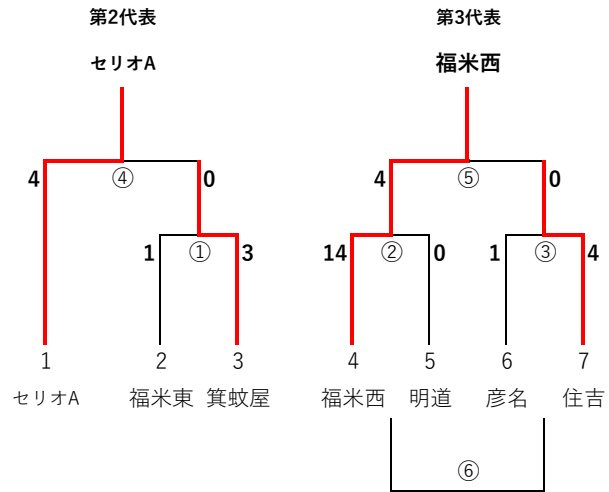 第2代表 第3代表
セリオA 福米西
4 ④ 0 4 ⑤ 0
1 ① 3 14 ② 0 1 ③ 4
1 2 3 4 5 6 7
セリオA 福米東 箕蚊屋 福米西 明道 彦名 住吉
⑥